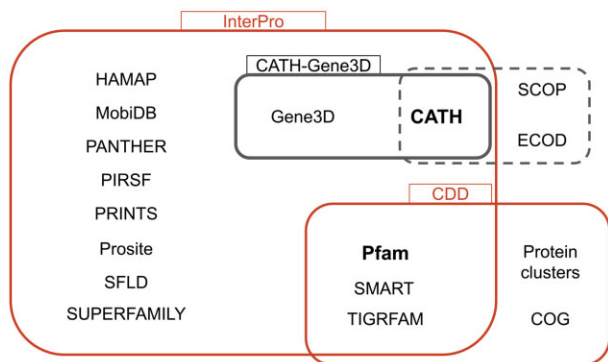 InterPro
CATH-Gene3D
HAMAP
MobiDB
PANTHER
PIRSF
PRINTS
Prosite
SFLD
SUPERFAMILY
Gene3D
CATH
SCOP
ECOD
CDD
Pfam
SMART
TIGRFAM
Protein
clusters
COG